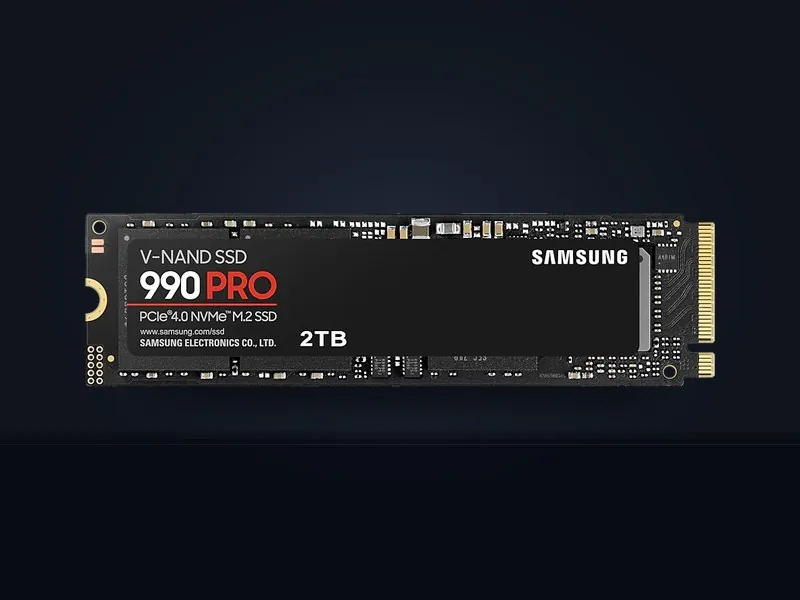 V-NAND SSD
SAMSUNG
990 PRO
PCIe®4.0 NVMe™ M.2 SSD
www.samsung.com/ssd
2TB
SAMSUNG ELECTRONICS CO., LTD.